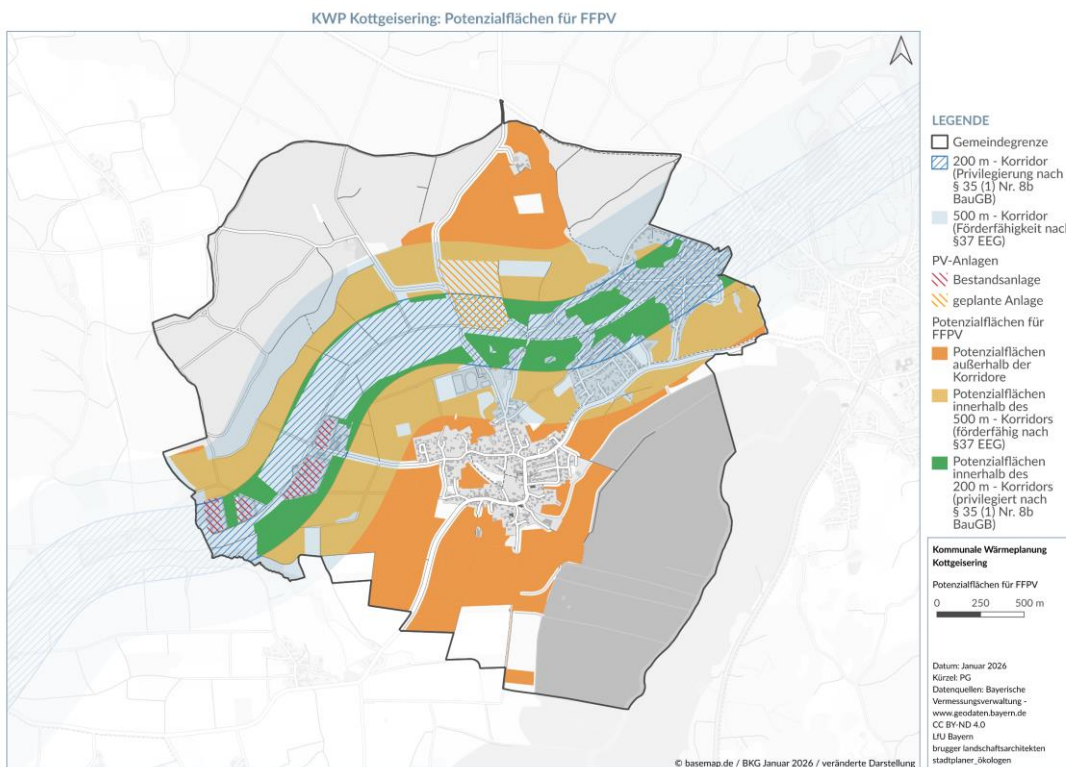 KWP Kottgeisering: Potenzialflächen für FFPV
LEGENDE
Gemeindegrenze
200 m - Korridor
(Privilegierung nach
§ 35 (1) Nr. 8b
BauGB)
500 m - Korridor
(Förderfähigkeit nach
§37 EEG)
PV-Anlagen
Bestandsanlage
geplante Anlage
Potenzialflächen für
FFPV
Potenzialflächen
außerhalb der
Korridore
Potenzialflächen
innerhalb des
500 m - Korridors
(förderfähig nach
§37 EEG)
Potenzialflächen
innerhalb des
200 m - Korridors
(privilegiert nach
§ 35 (1) Nr. 8b
BauGB)
Kommunale Wärmeplanung
Kottgeisering
Potenzialflächen für FFPV
0 250 500 m
Datum: Januar 2026
Kürzel: PG
Datenquellen: Bayerische
Vermessungsverwaltung -
www.geodaten.bayern.de
CC BY-ND 4.0
LfU Bayern
brugger landschaftsarchitekten
stadtplaner_ökologen
© basemap.de / BKG Januar 2026 / veränderte Darstellung